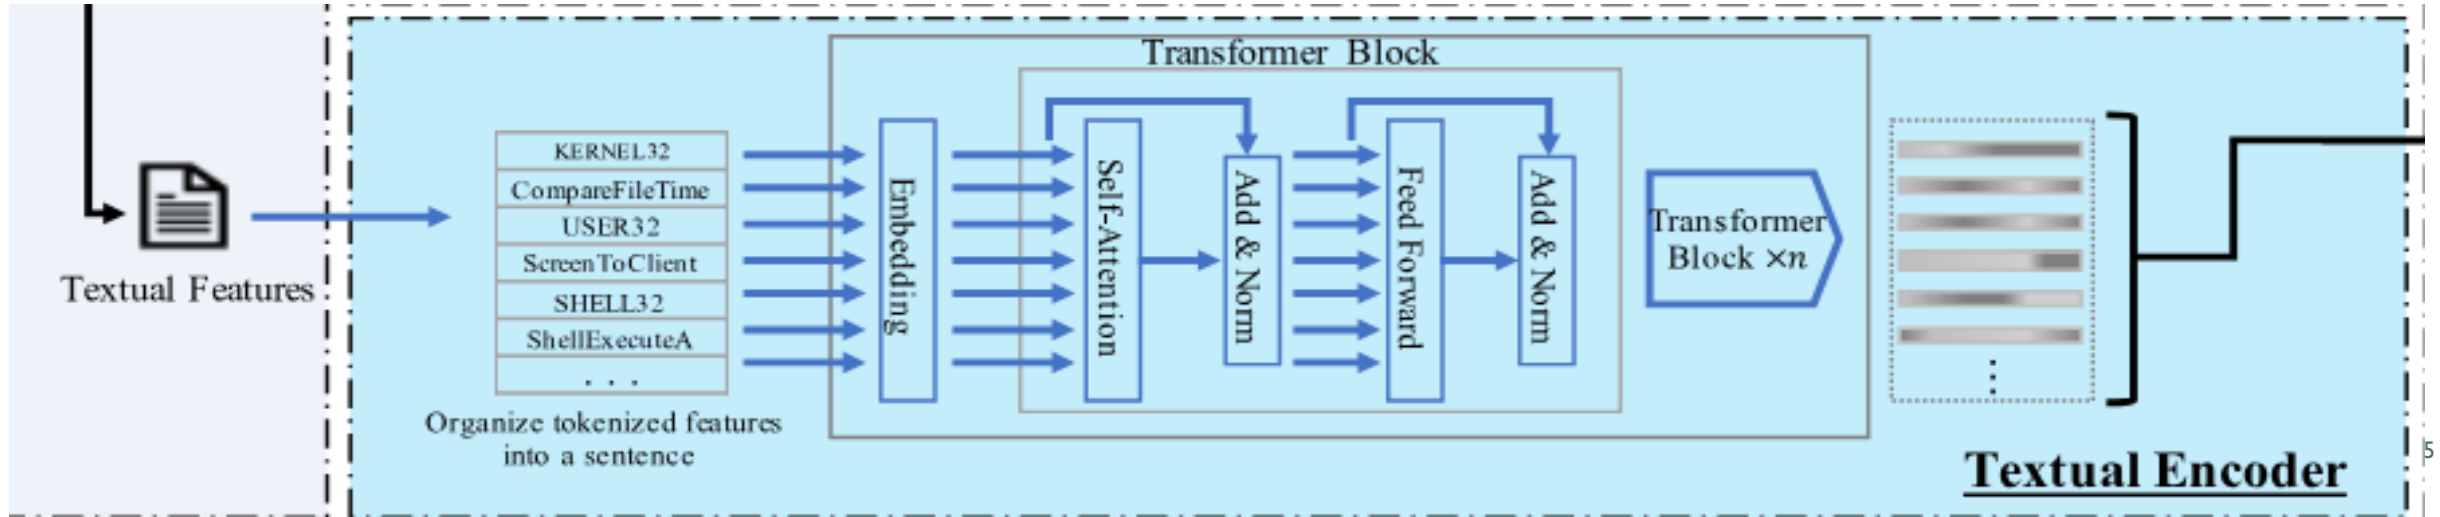 Textual Features
KERNEL32
CompareFileTime
USER32
ScreenToClient
SHELL32
ShellExecuteA
. . .
Organize tokenized features
into a sentence
Transformer Block
Embedding
Self-Attention
Add & Norm
Feed Forward
Add & Norm
Transformer
Block ×n
Textual Encoder
5